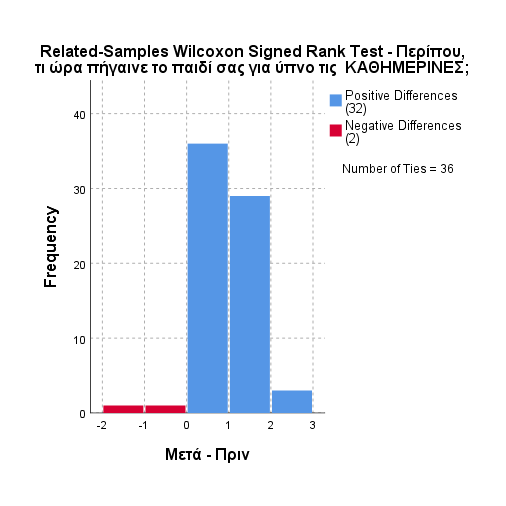 Related-Samples Wilcoxon Signed Rank Test - Περίπου,
τι ώρα πήγαινε το παιδί σας για ύπνο τις  ΚΑΘΗΜΕΡΙΝΕΣ;
Positive Differences
(32)
Negative Differences
(2)
Number of Ties = 36
Frequency
40
30
20
10
0
-2 -1 0 1 2 3
Μετά - Πριν